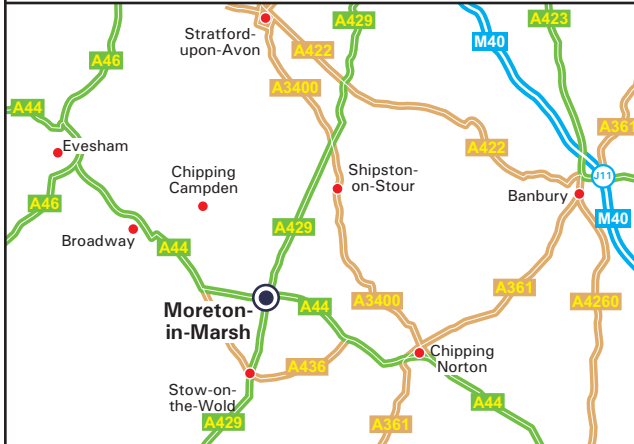 A429
A423
Stratford-
upon-Avon
A422
M40
A46
A3400
A44
A361
Evesham
A422
Chipping
Campden
Shipston-
on-Stour
J11
Banbury
A46
A429
M40
Broadway
A44
A361
A3400
A4260
Moreton-
in-Marsh
A44
A436
Chipping
Norton
Stow-on-
the-Wold
A44
A429
A361